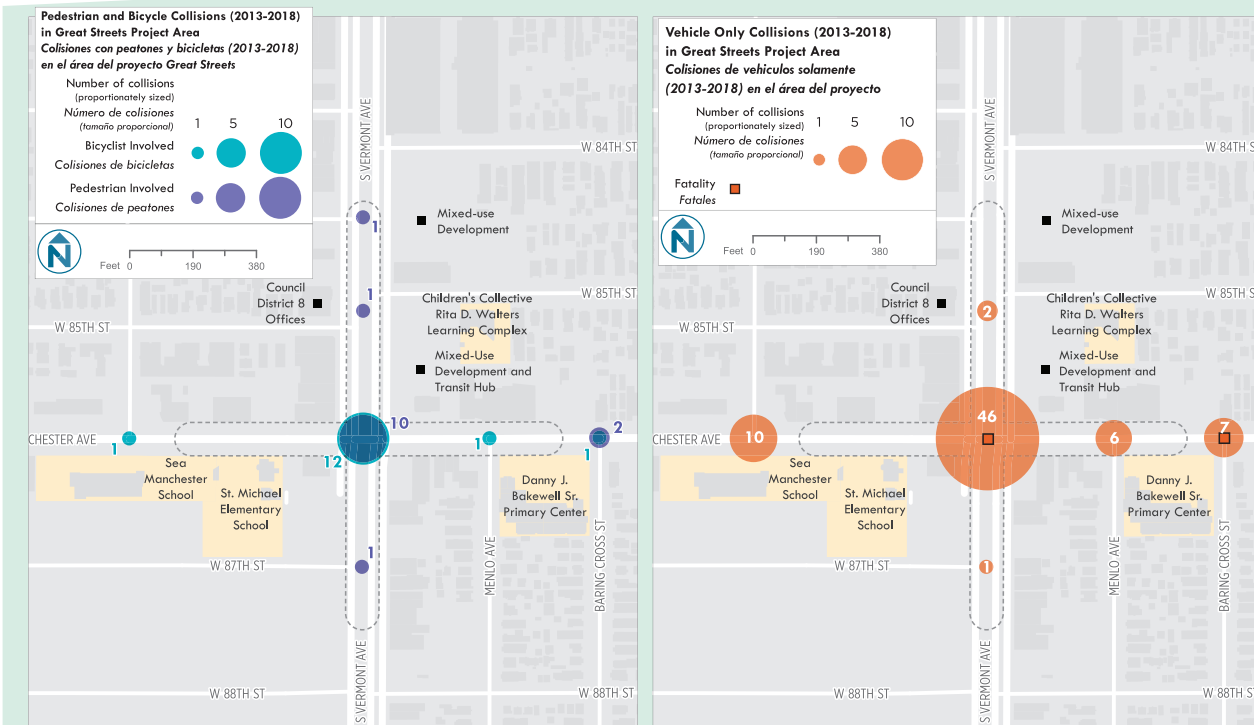 Pedestrian and Bicycle Collisions (2013-2018)
in Great Streets Project Area
Colisiones con peatones y bicicletas (2013-2018)
en el área del proyecto Great Streets
Number of collisions
(proportionately sized)
Número de colisiones
(tamaño proporcional)
1 5 10
Bicyclist Involved
Colisiones de bicicletas
Pedestrian Involved
Colisiones de peatones
N
Feet 0 190 380
S VERMONT AVE
W 84TH ST
1
Mixed-use
Development
W 85TH ST
1
Council
District 8
Offices
Children's Collective
Rita D. Walters
Learning Complex
W 85TH ST
Mixed-Use
Development and
Transit Hub
CHESTER AVE
1
10
12
1
2
1
Sea
Manchester
School
St. Michael
Elementary
School
Danny J.
Bakewell Sr.
Primary Center
1
W 87TH ST
MENLO AVE
BARING CROSS ST
S VERMONT AVE
W 88TH ST
W 88TH ST
Vehicle Only Collisions (2013-2018)
in Great Streets Project Area
Colisiones de vehiculos solamente
(2013-2018) en el área del proyecto
Number of collisions
(proportionately sized)
Número de colisiones
(tamaño proporcional)
1 5 10
Fatality
Fatales
N
Feet 0 190 380
S VERMONT AVE
W 84TH ST
Mixed-use
Development
W 85TH ST
Council
District 8
Offices
2
Children's Collective
Rita D. Walters
Learning Complex
W 85TH ST
Mixed-Use
Development and
Transit Hub
CHESTER AVE
10
46
6
7
Sea
Manchester
School
St. Michael
Elementary
School
Danny J.
Bakewell Sr.
Primary Center
1
W 87TH ST
MENLO AVE
BARING CROSS ST
S VERMONT AVE
W 88TH ST
W 88TH S